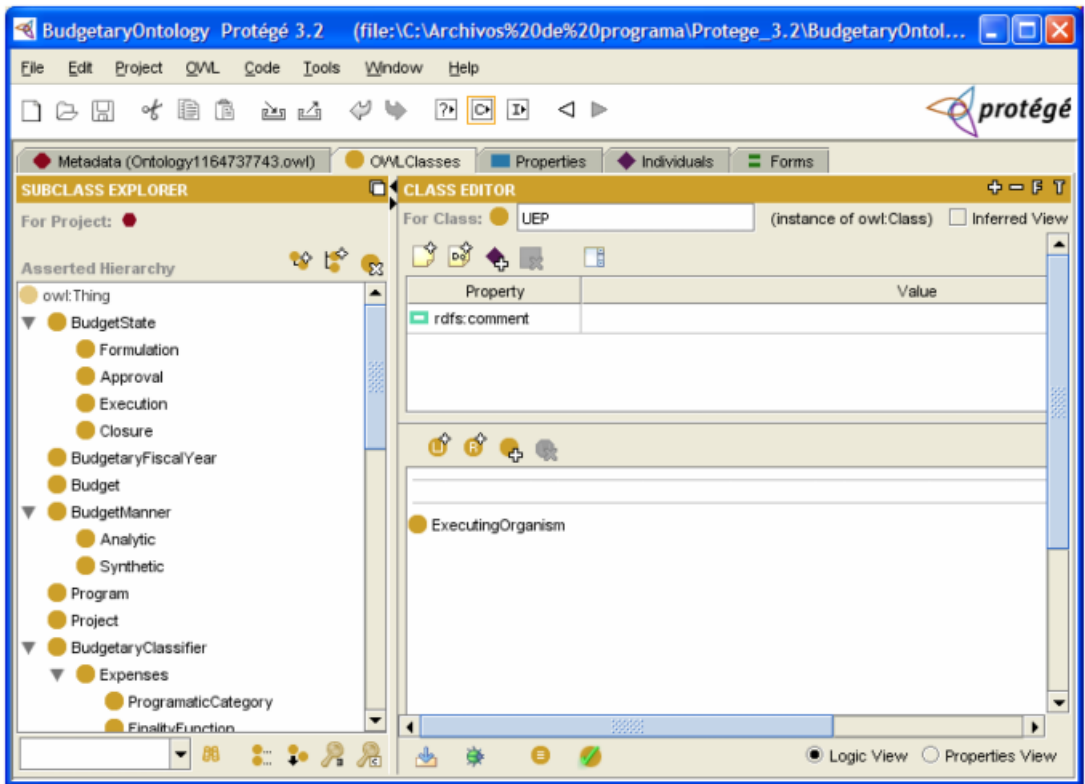 BudgetaryOntology Protégé 3.2 (file:\C:\Archivos%20de%20programa\Protege_3.2\BudgetaryOntol...
File Edit Project OWL Code Tools Window Help
protégé
Metadata (Ontology1164737743.owl) OWLClasses Properties Individuals Forms
SUBCLASS EXPLORER
For Project:
Asserted Hierarchy
owl:Thing
BudgetState
Formulation
Approval
Execution
Closure
BudgetaryFiscalYear
Budget
BudgetManner
Analytic
Synthetic
Program
Project
BudgetaryClassifier
Expenses
ProgramaticCategory
FinalityFunction
CLASS EDITOR
For Class: UEP (instance of owl:Class) Inferred View
Property Value
rdfs:comment
ExecutingOrganism
Logic View Properties View